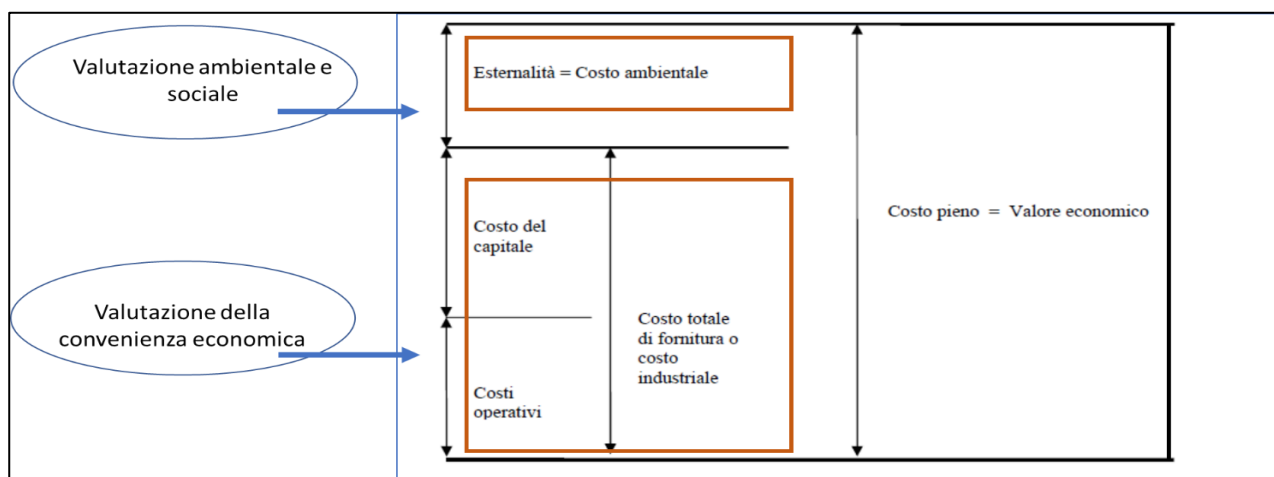 Valutazione ambientale e
sociale
Esternalità = Costo ambientale
Costo del
capitale
Costo pieno = Valore economico
Valutazione della
convenienza economica
Costo totale
di fornitura o
costo
industriale
Costi
operativi